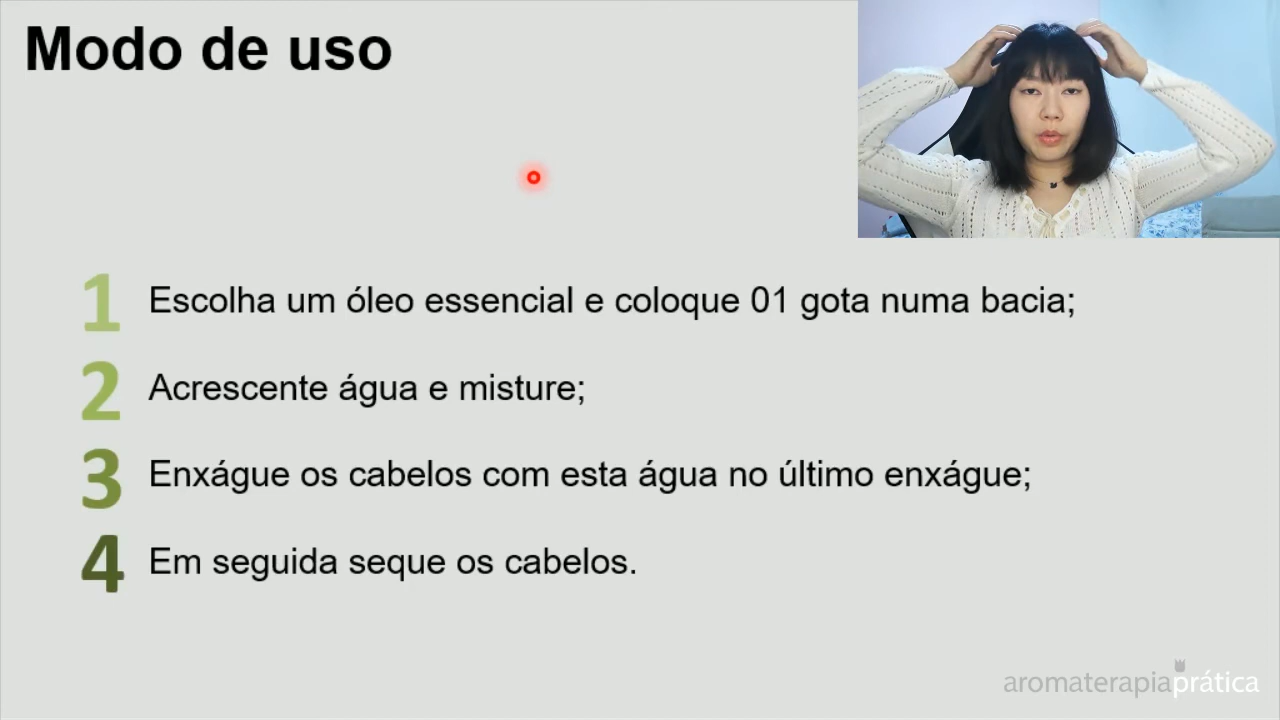 Modo de uso
1 Escolha um óleo essencial e coloque 01 gota numa bacia;
2 Acrescente água e misture;
3 Enxágue os cabelos com esta água no último enxágue;
4 Em seguida seque os cabelos.
aromaterapiaprática